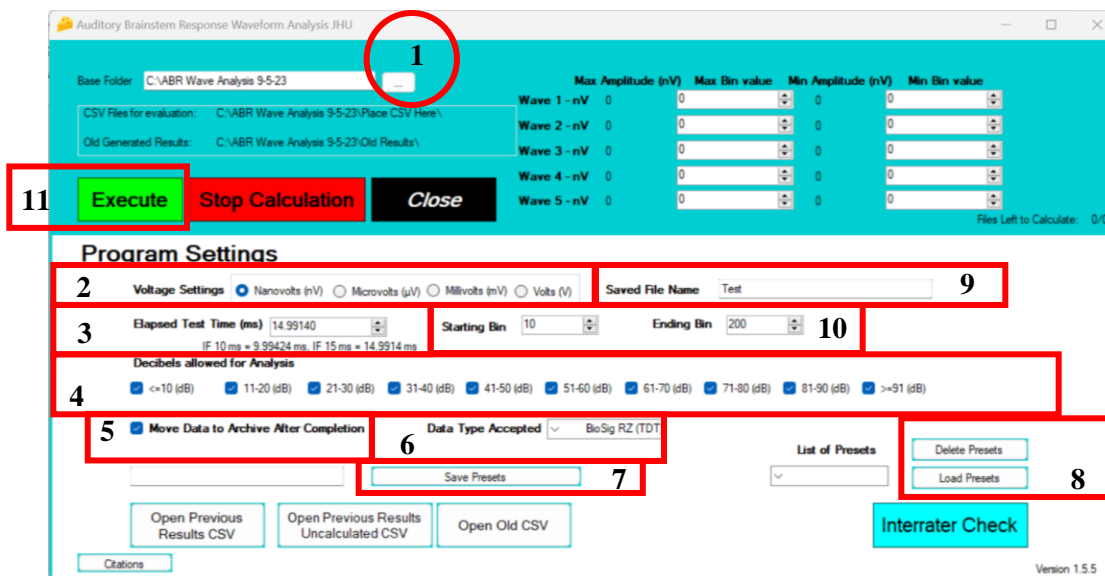 Auditory Brainstem Response Waveform Analysis JHU
1
Base Folder C:\ABR Wave Analysis 9-5-23 ...
Max Amplitude (nV) Max Bin value Min Amplitude (nV) Min Bin value
Wave 1 - nV 0 0 0 0
CSV Files for evaluation: C:\ABR Wave Analysis 9-5-23\Place CSV Here\
Wave 2 - nV 0 0 0 0
Old Generated Results: C:\ABR Wave Analysis 9-5-23\Old Results\
Wave 3 - nV 0 0 0 0
Wave 4 - nV 0 0 0 0
11 Execute Stop Calculation Close
Wave 5 - nV 0 0 0 0
Files Left to Calculate: 0/0
Program Settings
2 Voltage Settings Nanovolts (nV) Microvolts (µV) Millivolts (mV) Volts (V)
Saved File Name Test 9
3 Elapsed Test Time (ms) 14.99140
Starting Bin 10 Ending Bin 200 10
IF 10 ms = 9.99424 ms, IF 15 ms = 14.9914 ms
Decibels allowed for Analysis
4 <=10 (dB) 11-20 (dB) 21-30 (dB) 31-40 (dB) 41-50 (dB) 51-60 (dB) 61-70 (dB) 71-80 (dB) 81-90 (dB) >=91 (dB)
5 Move Data to Archive After Completion
6 Data Type Accepted BioSig RZ (TDT
List of Presets
Delete Presets
Save Presets 7
Load Presets 8
Open Previous
Results CSV
Open Previous Results
Uncalculated CSV
Open Old CSV
Interrater Check
Citations
Version 1.5.5